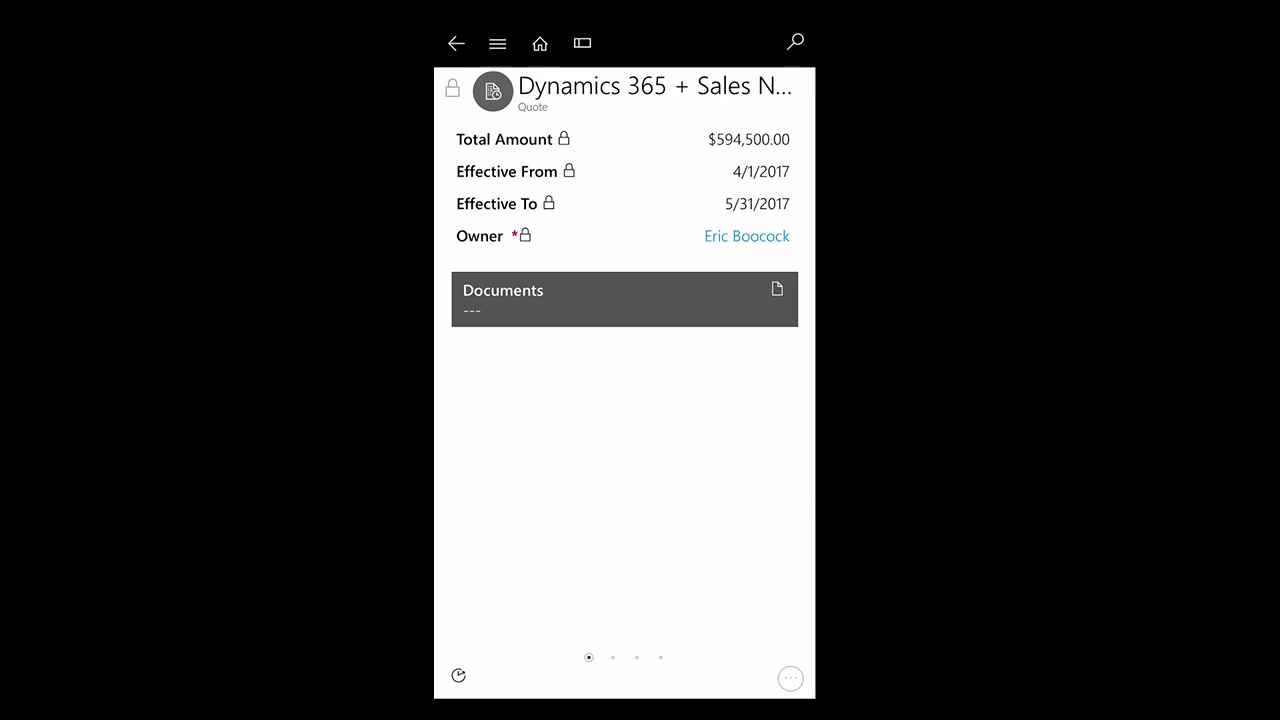 Dynamics 365 + Sales N...
Quote
Total Amount $594,500.00
Effective From 4/1/2017
Effective To 5/31/2017
Owner * Eric Boocock
Documents
---